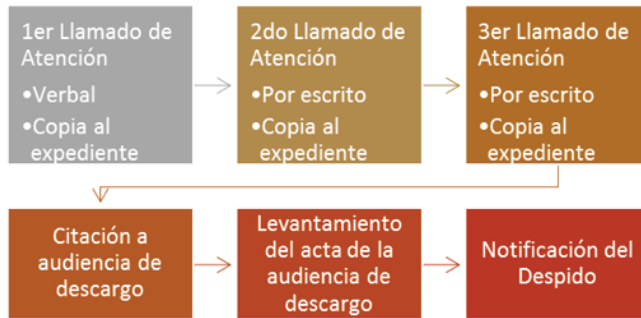 1er Llamado de
Atención
•Verbal
•Copia al
expediente
2do Llamado de
Atención
•Por escrito
•Copia al
expediente
3er Llamado de
Atención
•Por escrito
•Copia al
expediente
Citación a
audiencia de
descargo
Levantamiento
del acta de la
audiencia de
descargo
Notificación del
Despido